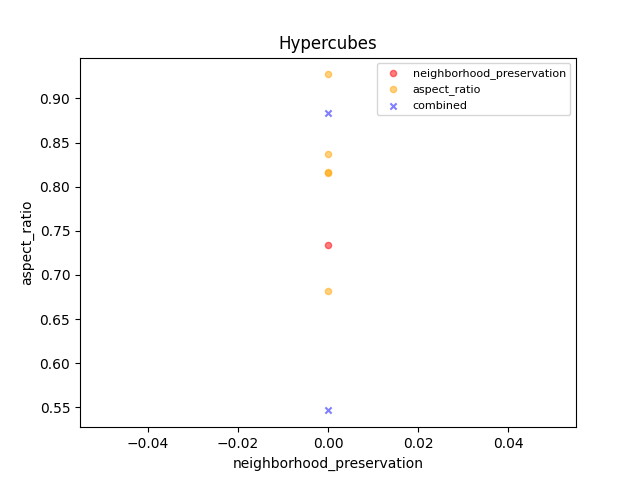 Hypercubes
neighborhood_preservation
aspect_ratio
combined
aspect_ratio
0.90
0.85
0.80
0.75
0.70
0.65
0.60
0.55
−0.04
−0.02
0.00
0.02
0.04
neighborhood_preservation